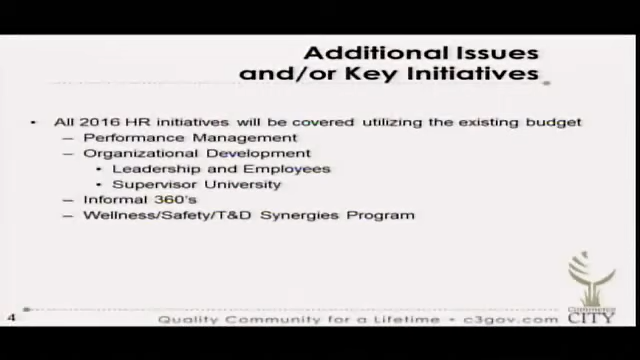 Additional Issues
and/or Key Initiatives
• All 2016 HR initiatives will be covered utilizing the existing budget
– Performance Management
– Organizational Development
• Leadership and Employees
• Supervisor University
– Informal 360's
– Wellness/Safety/T&D Synergies Program
Commerce
CITY
4
Quality Community for a Lifetime • c3gov.com